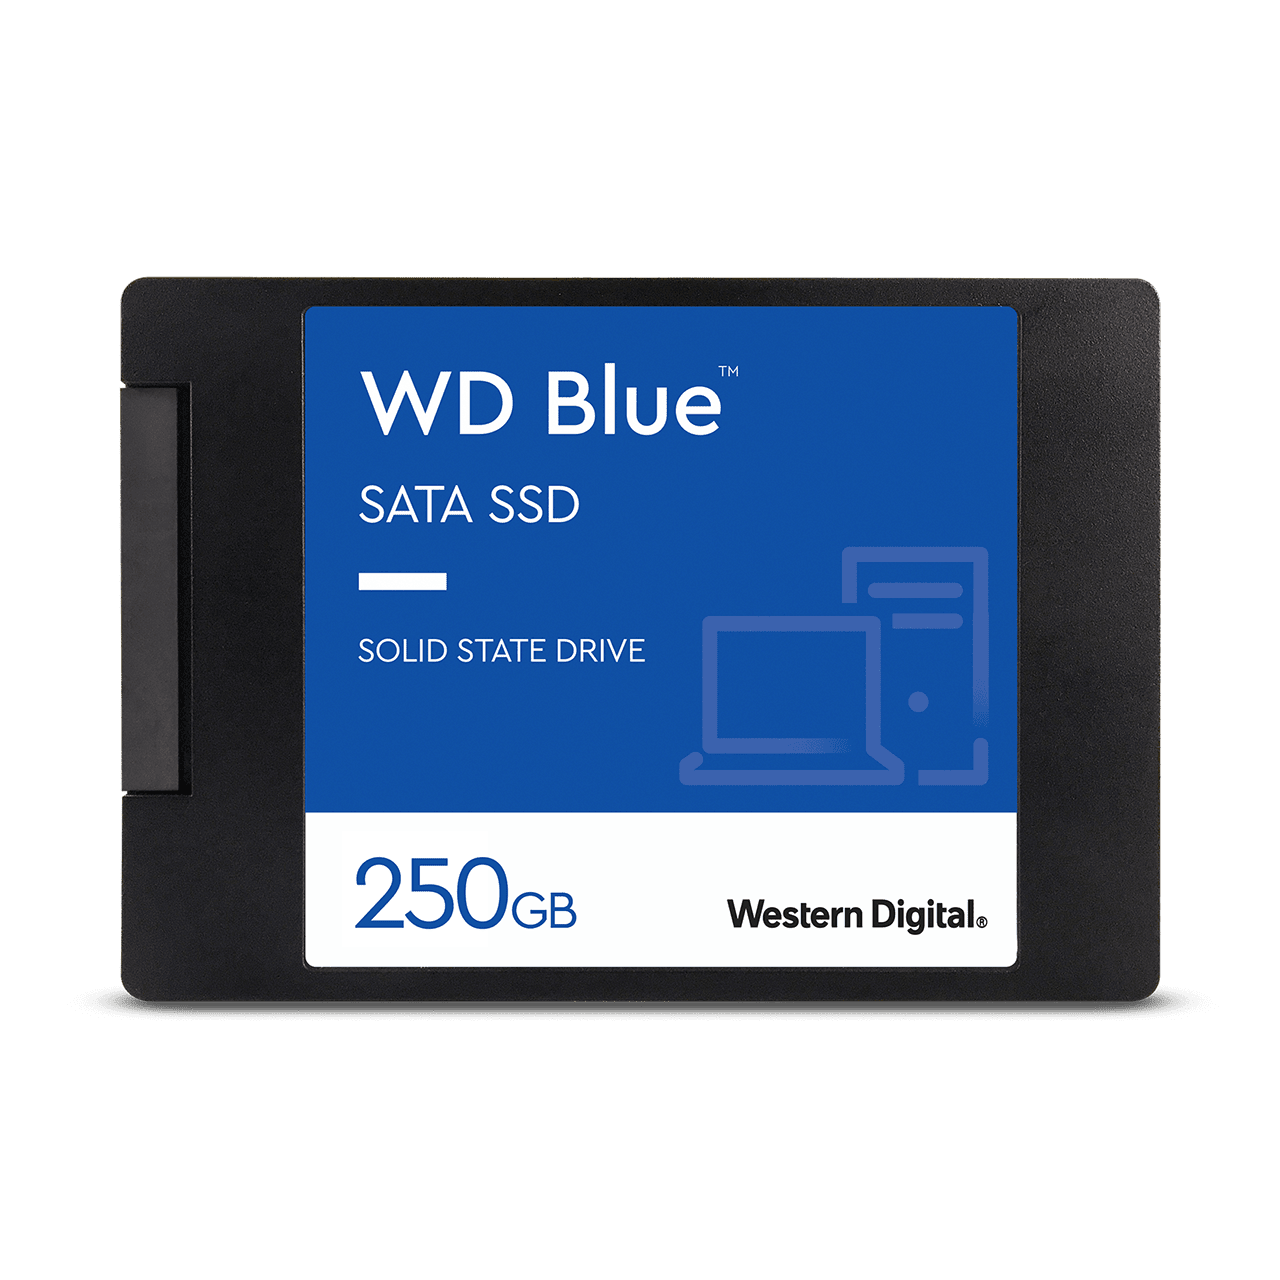 WD Blue™
SATA SSD
SOLID STATE DRIVE
250GB
Western Digital®